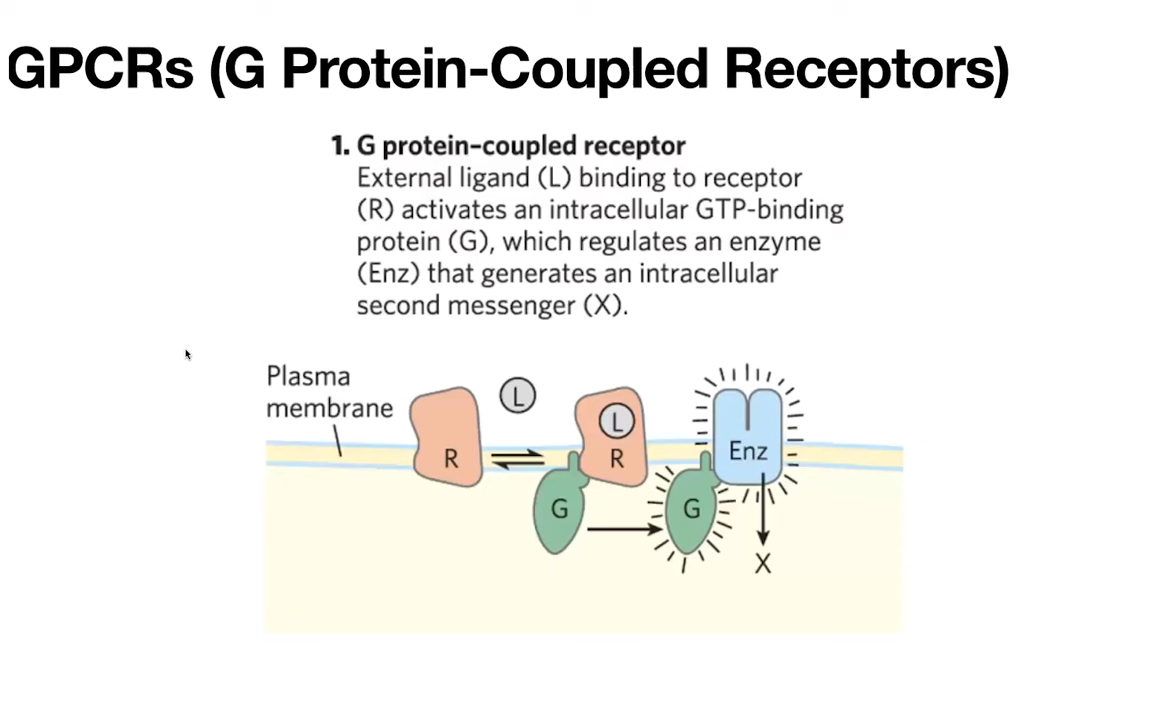 GPCRs (G Protein-Coupled Receptors)
1. G protein–coupled receptor
External ligand (L) binding to receptor
(R) activates an intracellular GTP-binding
protein (G), which regulates an enzyme
(Enz) that generates an intracellular
second messenger (X).
Plasma
membrane
L
L
R
R
Enz
G
G
X